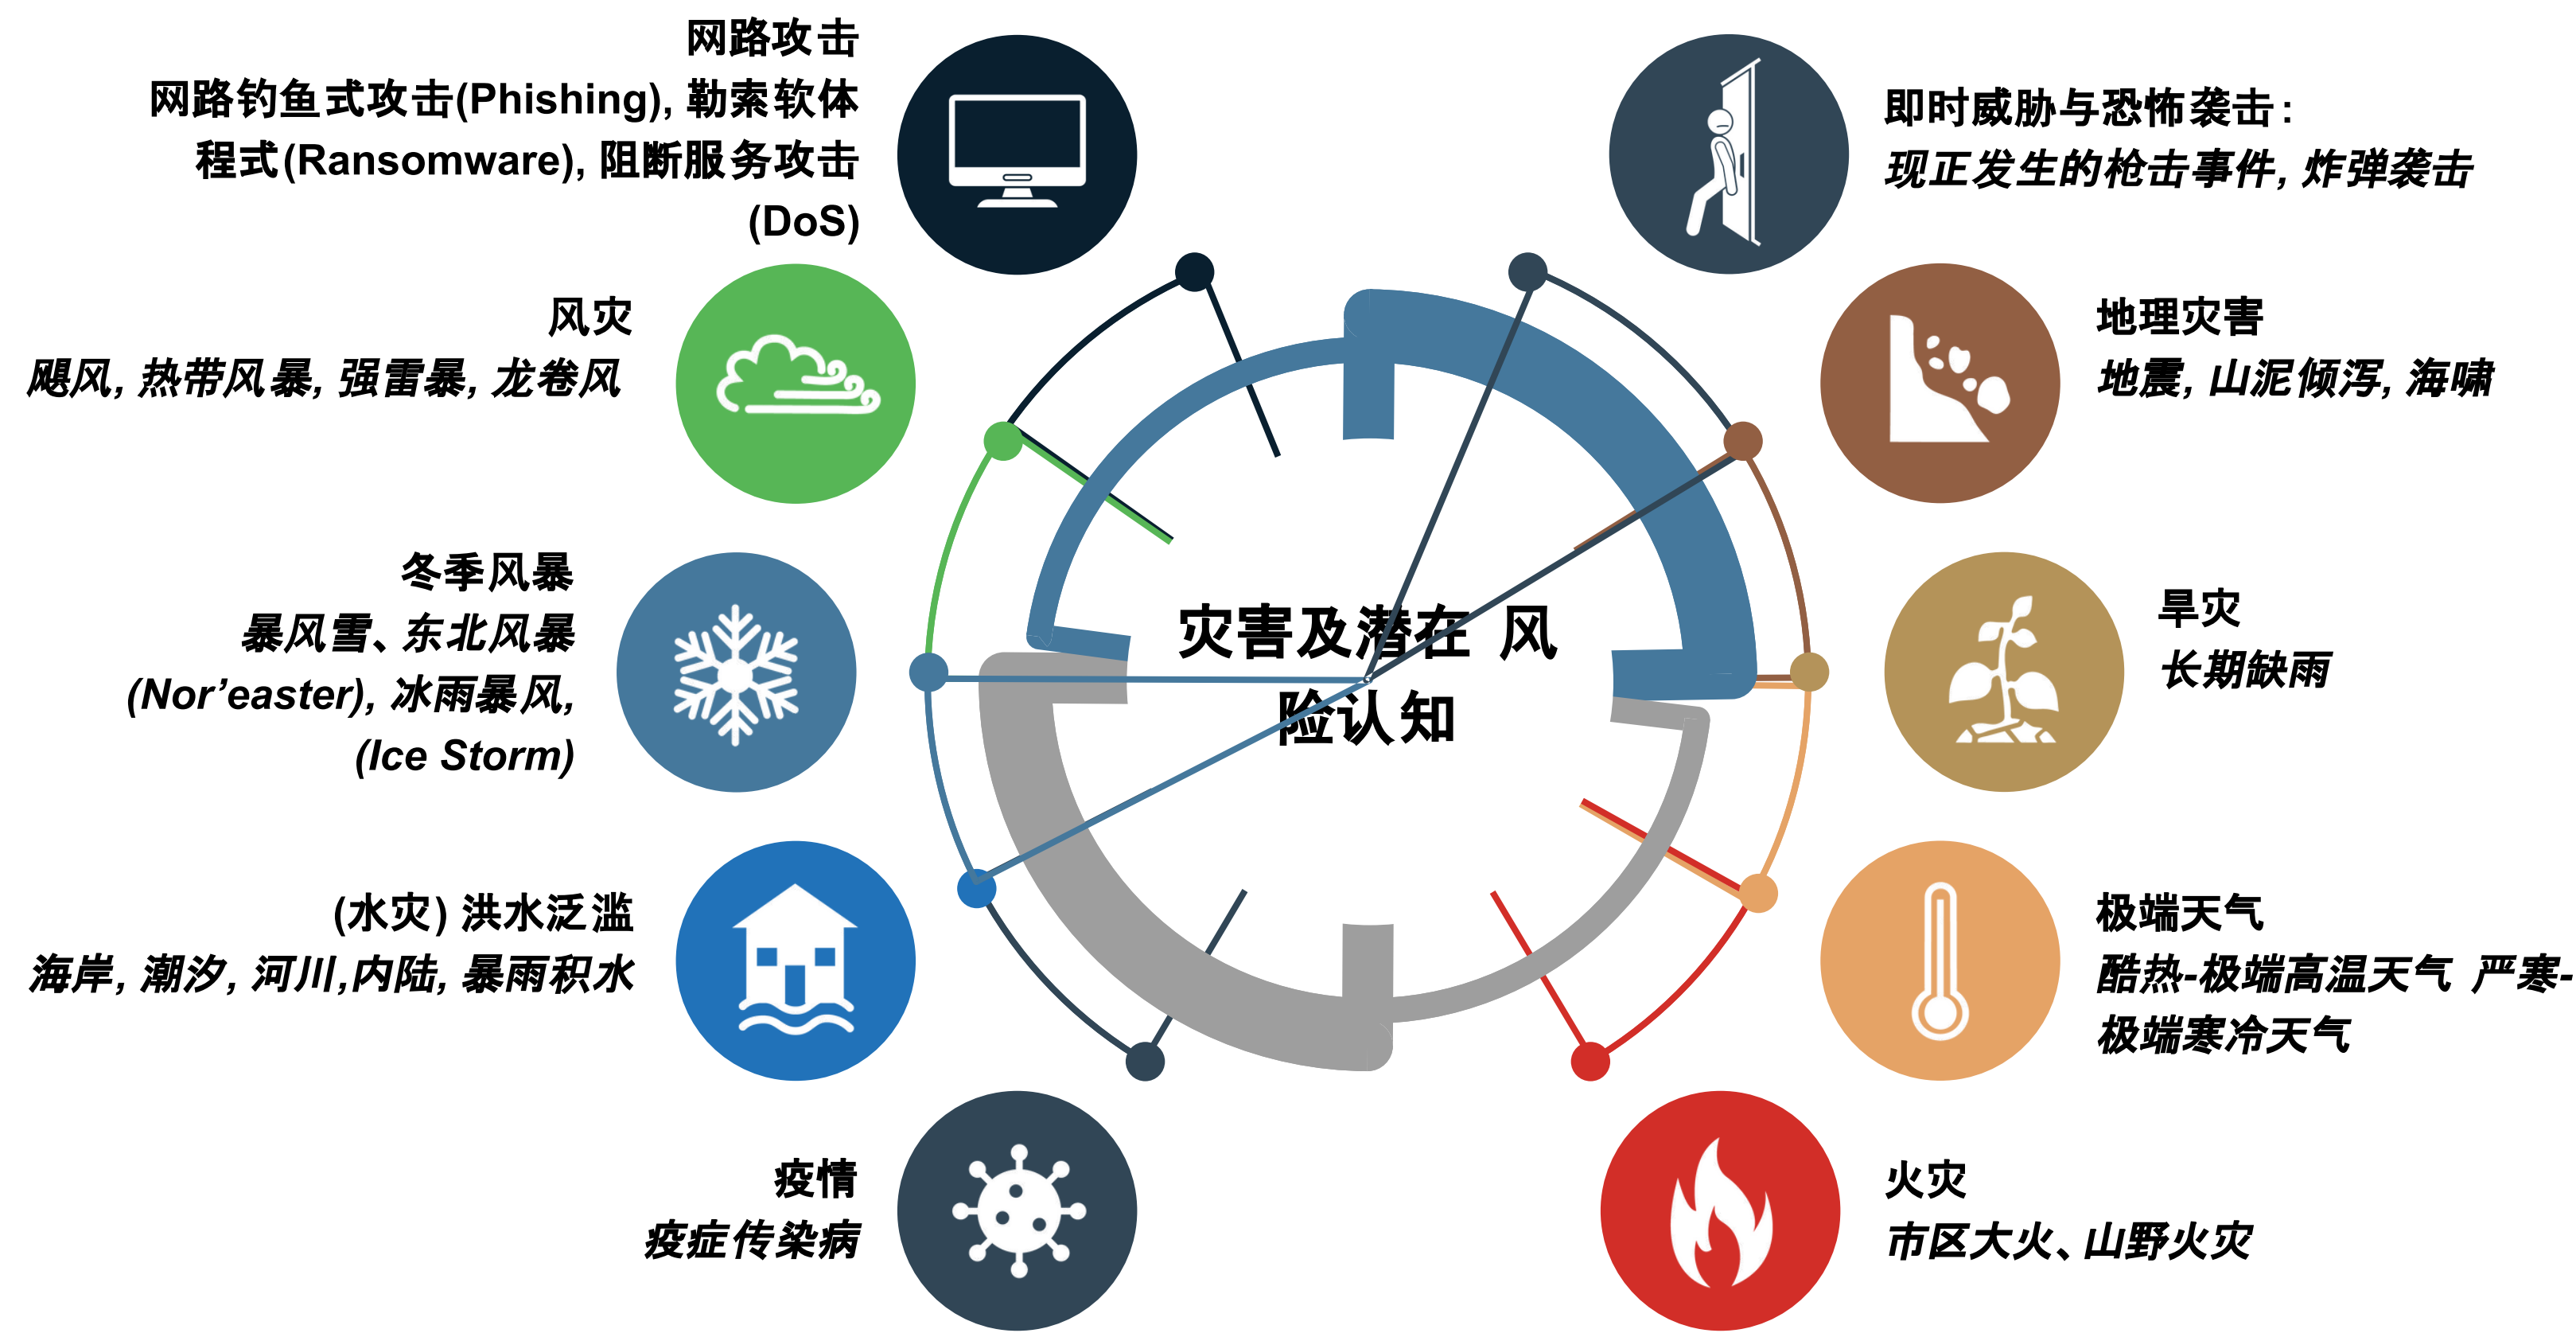 网路攻击
网路钓鱼式攻击(Phishing), 勒索软体
程式(Ransomware), 阻断服务攻击
(DoS)
风灾
飓风, 热带风暴, 强雷暴, 龙卷风
冬季风暴
暴风雪、东北风暴
(Nor’easter), 冰雨暴风,
(Ice Storm)
(水灾) 洪水泛滥
海岸, 潮汐, 河川,内陆, 暴雨积水
疫情
疫症传染病
灾害及潜在 风
险认知
即时威胁与恐怖袭击:
现正发生的枪击事件, 炸弹袭击
地理灾害
地震, 山泥倾泻, 海啸
旱灾
长期缺雨
极端天气
酷热-极端高温天气 严寒-
极端寒冷天气
火灾
市区大火、山野火灾